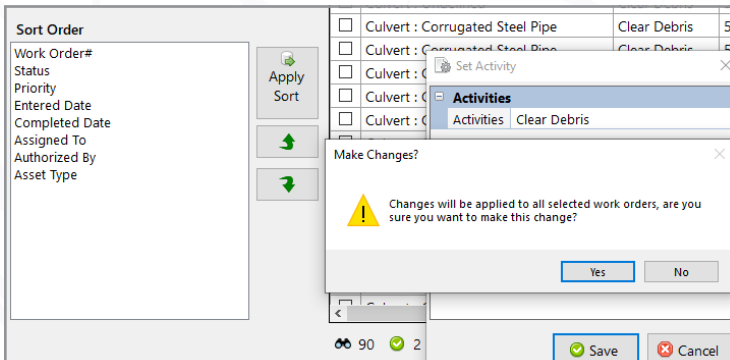 Sort Order
Work Order#
Status
Priority
Entered Date
Completed Date
Assigned To
Authorized By
Asset Type
Apply
Sort
Culvert : Corrugated Steel Pipe Clear Debris 5
Culvert : Corrugated Steel Pipe Clear Debris
Culvert :
Culvert :
Culvert :
Set Activity
Activities
Activities Clear Debris
Make Changes?
Changes will be applied to all selected work orders, are you
sure you want to make this change?
Yes No
90 2
Save Cancel